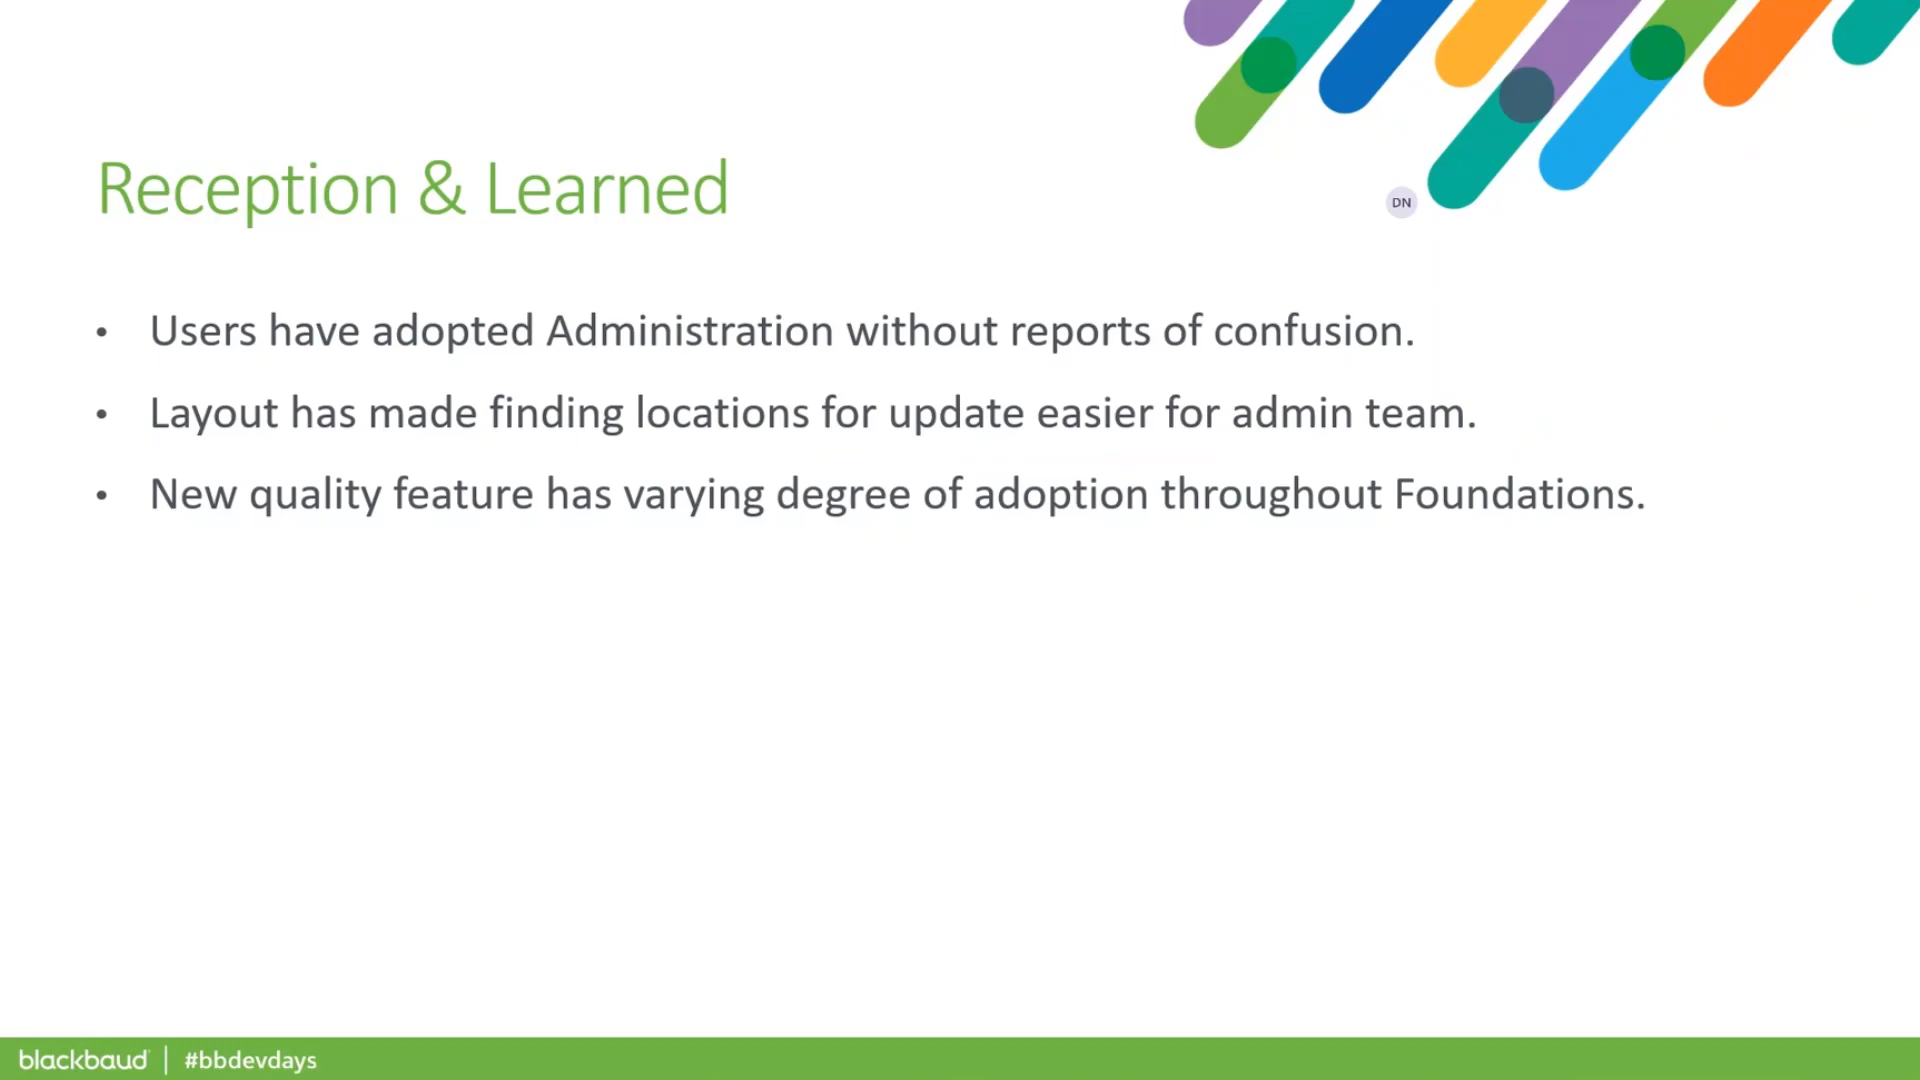 DN
Reception & Learned
• Users have adopted Administration without reports of confusion.
• Layout has made finding locations for update easier for admin team.
• New quality feature has varying degree of adoption throughout Foundations.
blackbaud | #bbdevdays